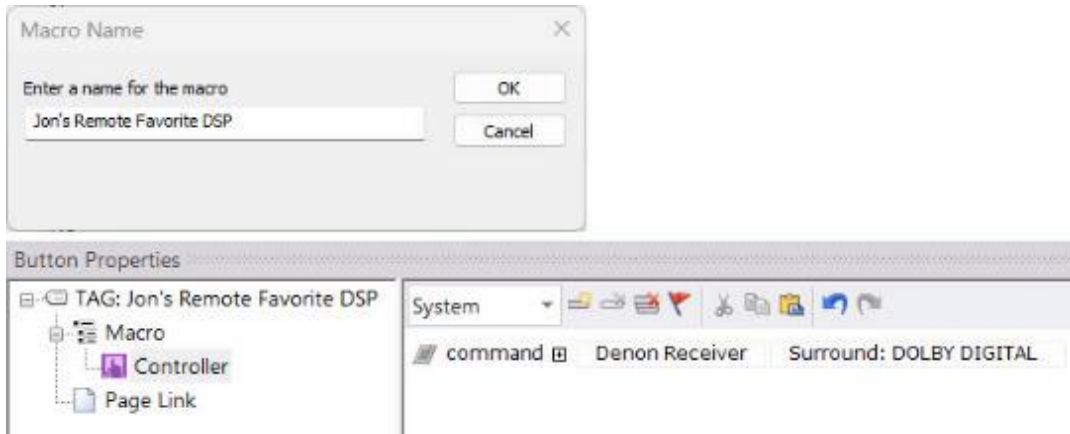 Macro Name
Enter a name for the macro
OK
Jon's Remote Favorite DSP
Cancel
Button Properties
TAG: Jon's Remote Favorite DSP
Macro
Controller
Page Link
System
command Denon Receiver Surround: DOLBY DIGITAL